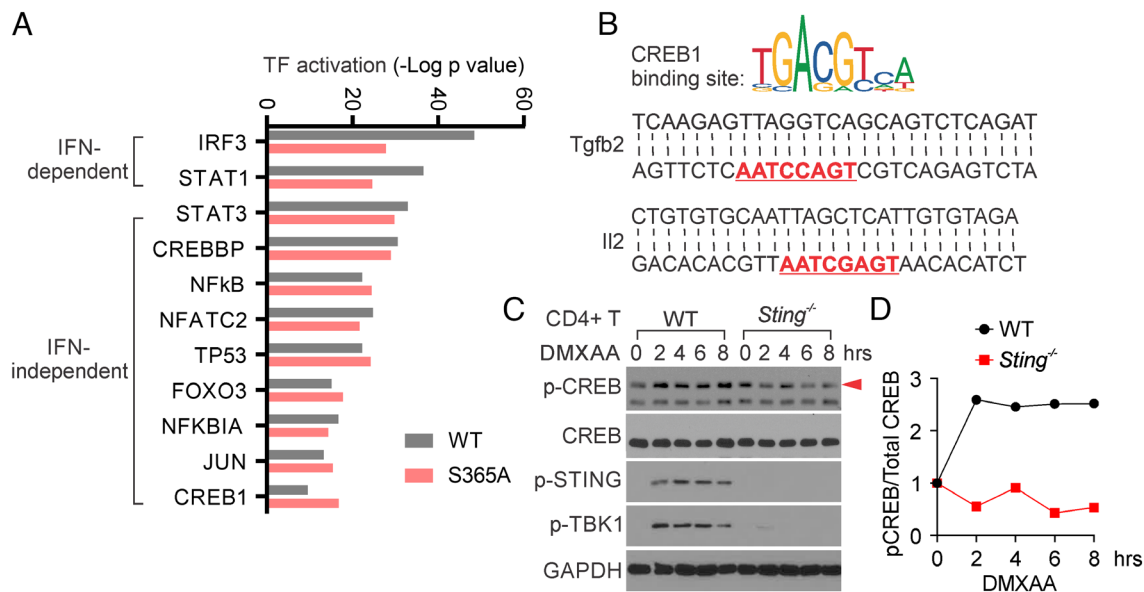 A
TF activation (-Log p value)
0 20 40 60
IFN-
dependent
IRF3
STAT1
IFN-
independent
STAT3
CREBBP
NFkB
NFATC2
TP53
FOXO3
NFKBIA
JUN
CREB1
WT
S365A
B
CREB1
binding site:
TGACGTCA
Tgfb2
TCAAGAGTTAGGTCAGCAGTCTCAGAT
AGTTCTCAATCCAGTCGTCAGAGTCTA
Il2
CTGTGTGCAATTAGCTCATTGTGTAGA
GACACACGTTAATCGAGTAACACATCT
C
CD4+ T WT Sting-/-
DMXAA 0 2 4 6 8 0 2 4 6 8 hrs
p-CREB
CREB
p-STING
p-TBK1
GAPDH
D
WT
Sting-/-
pCREB/Total CREB
3
2
1
0
0 2 4 6 8 hrs
DMXAA